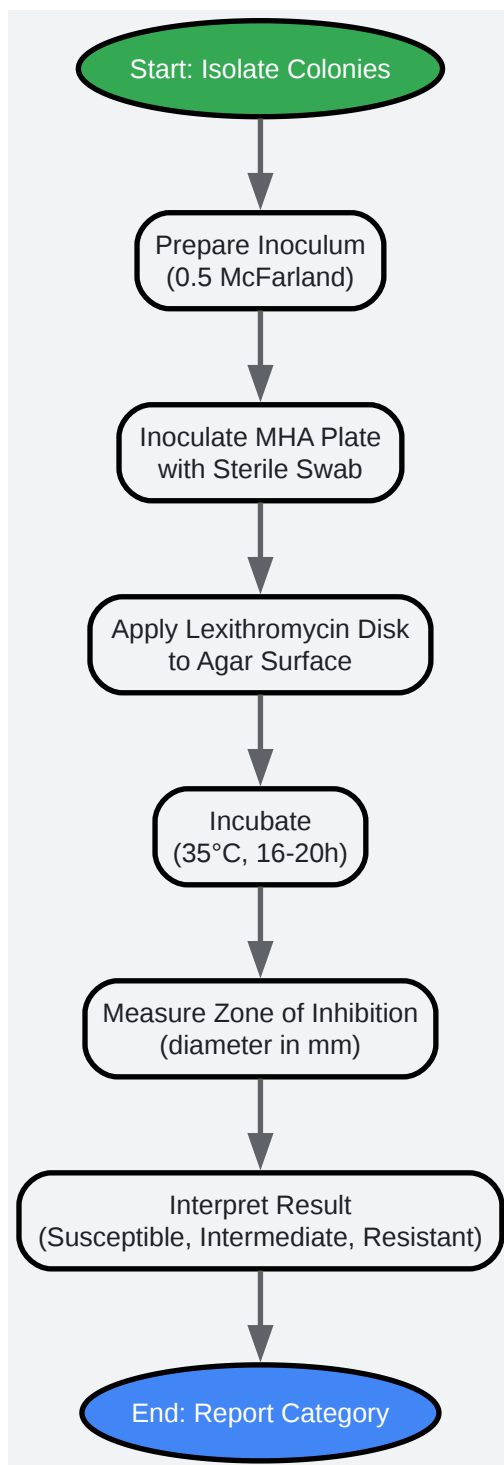 Start: Isolate Colonies
Prepare Inoculum
(0.5 McFarland)
Inoculate MHA Plate
with Sterile Swab
Apply Lexithromycin Disk
to Agar Surface
Incubate
(35°C, 16-20h)
Measure Zone of Inhibition
(diameter in mm)
Interpret Result
(Susceptible, Intermediate, Resistant)
End: Report Category